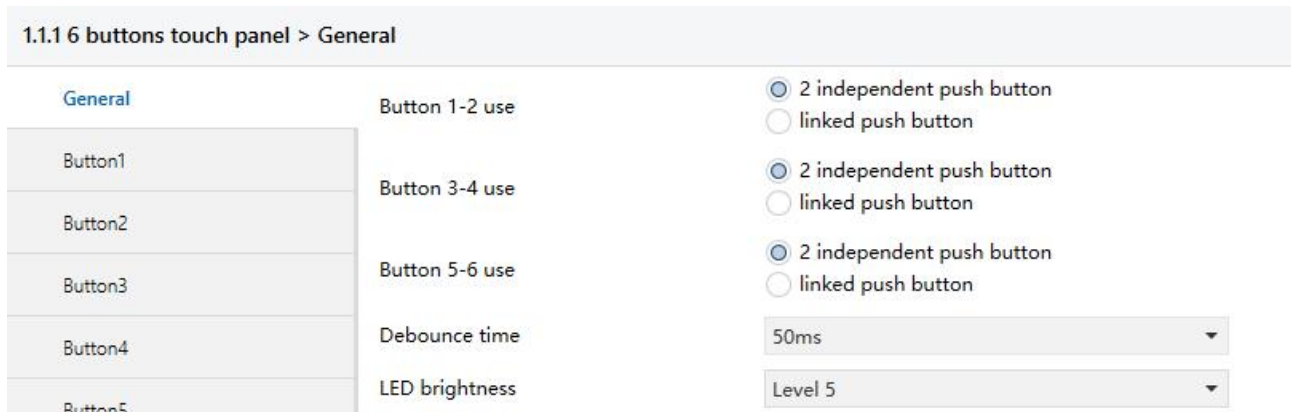 1.1.1 6 buttons touch panel > General
General
Button1
Button2
Button3
Button4
Button5
Button 1-2 use
2 independent push button
linked push button
Button 3-4 use
2 independent push button
linked push button
Button 5-6 use
2 independent push button
linked push button
Debounce time
50ms
LED brightness
Level 5